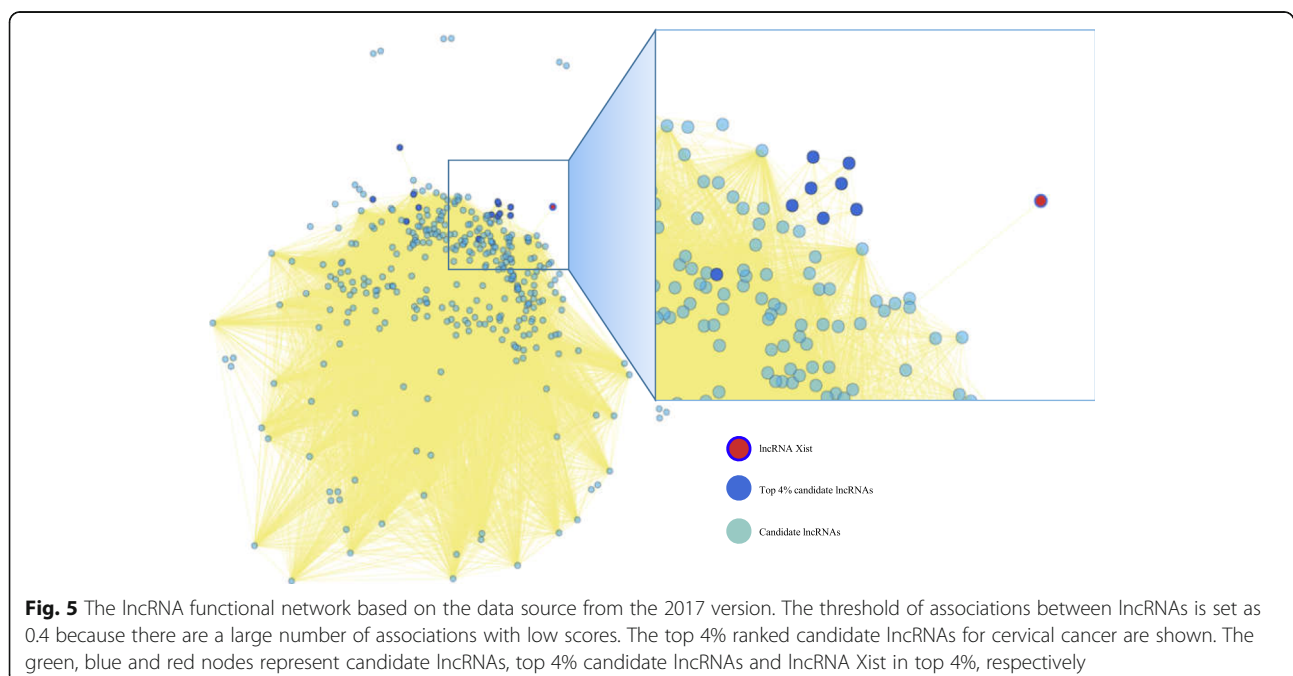 lncRNA Xist
Top 4% candidate lncRNAs
Candidate lncRNAs
Fig. 5 The lncRNA functional network based on the data source from the 2017 version. The threshold of associations between lncRNAs is set as
0.4 because there are a large number of associations with low scores. The top 4% ranked candidate lncRNAs for cervical cancer are shown. The
green, blue and red nodes represent candidate lncRNAs, top 4% candidate lncRNAs and lncRNA Xist in top 4%, respectively